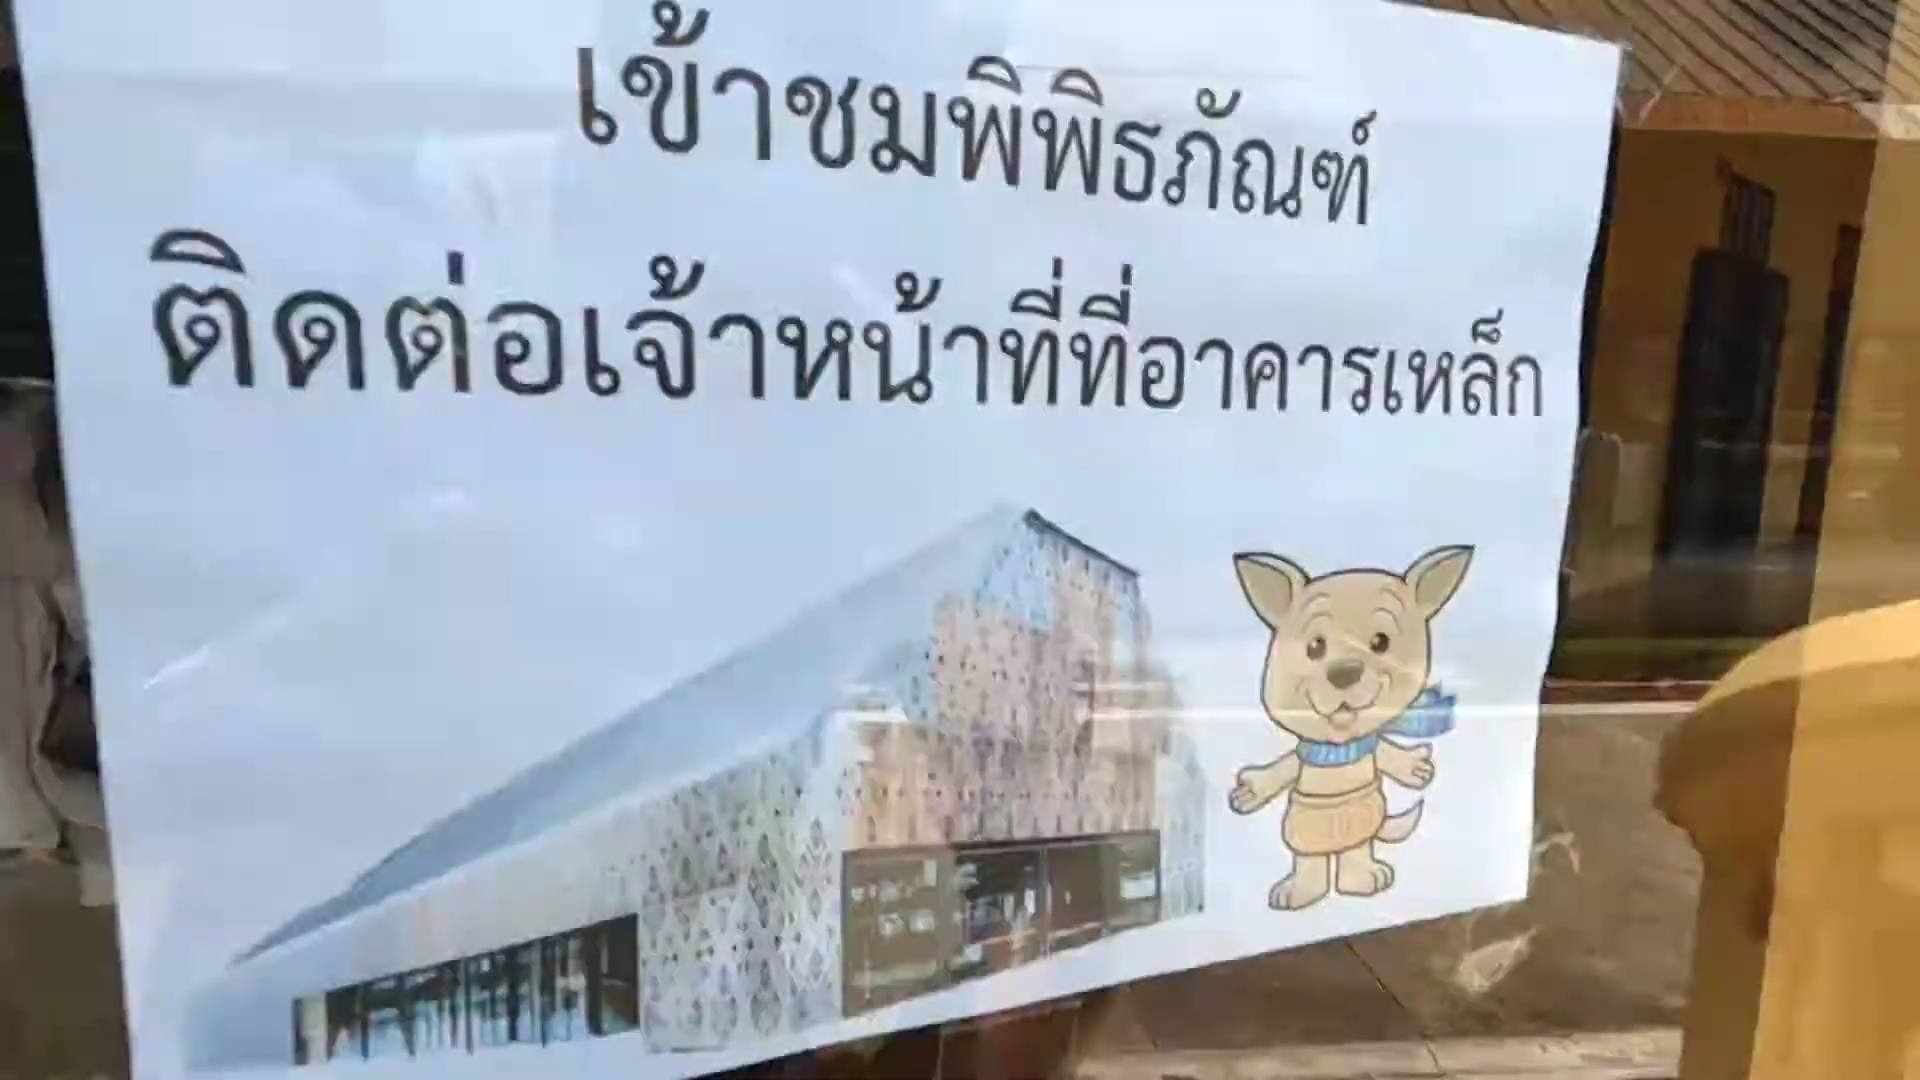 เข้าชมพิพิธภัณฑ์
ติดต่อเจ้าหน้าที่ที่อาคารเหล็ก